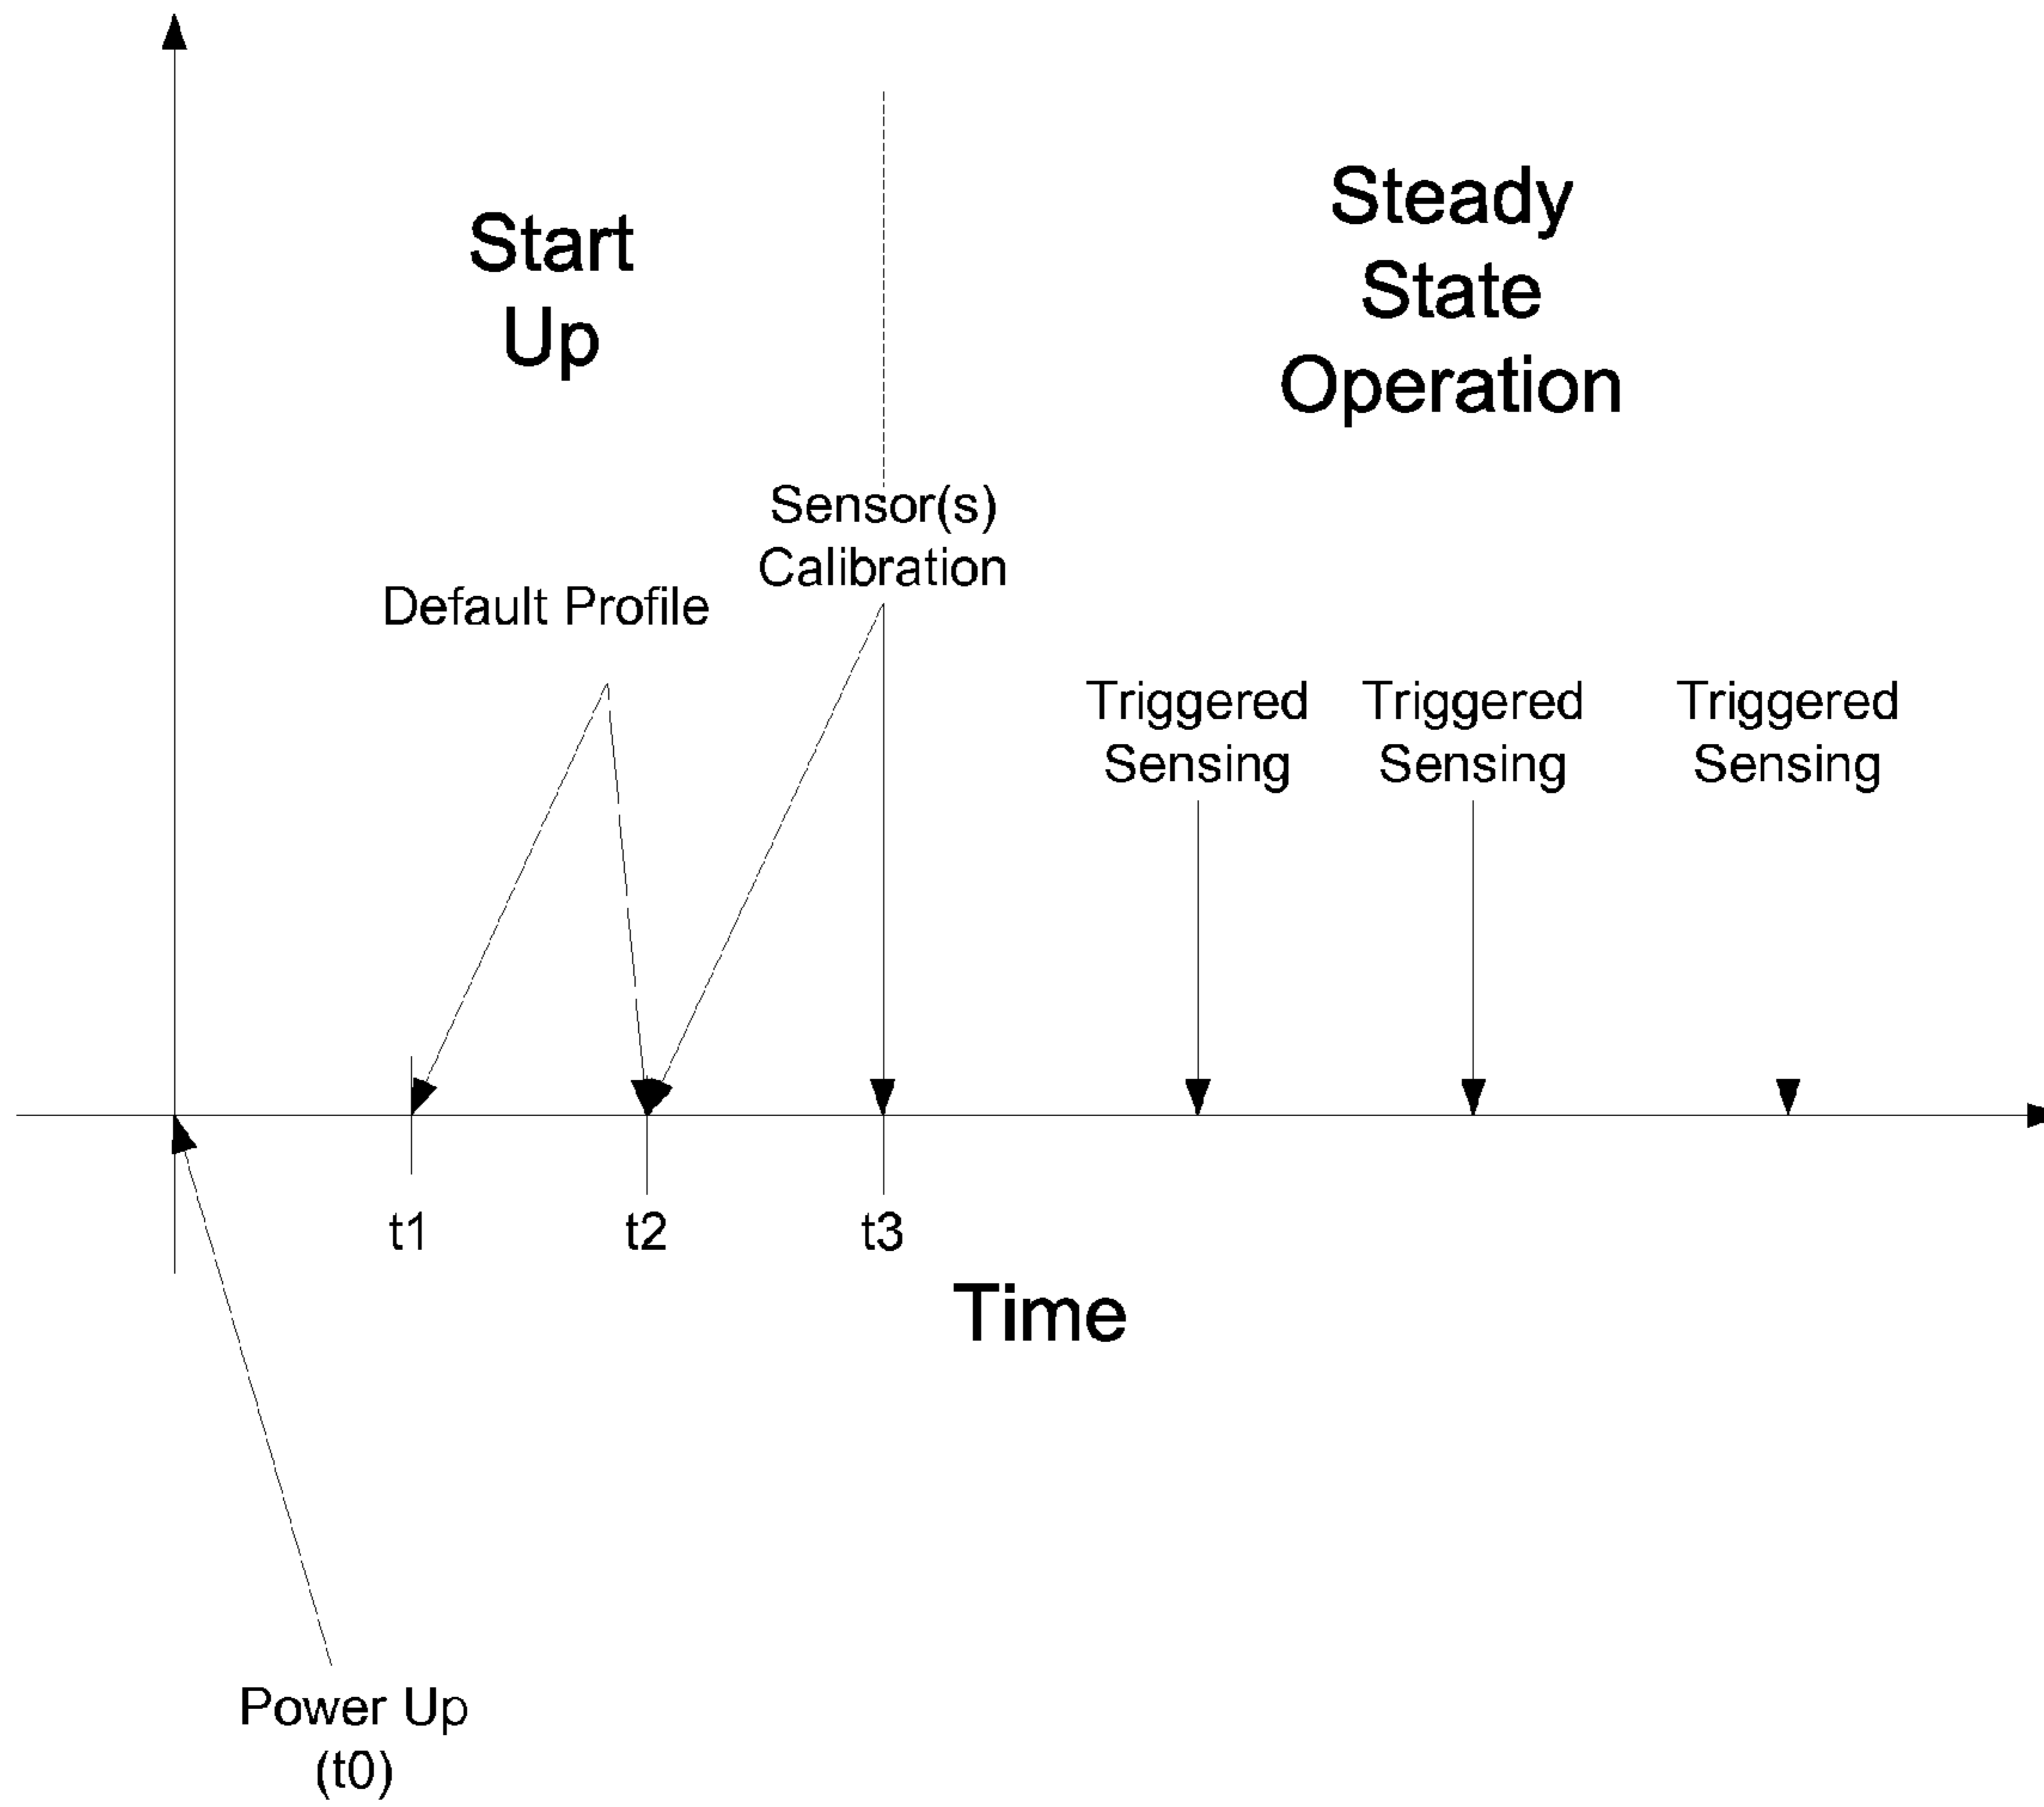 Start
Up
Steady
State
Operation
Sensor(s)
Calibration
Default Profile
Triggered
Sensing
Triggered
Sensing
Triggered
Sensing
t1
t2
t3
Time
Power Up
(t0)